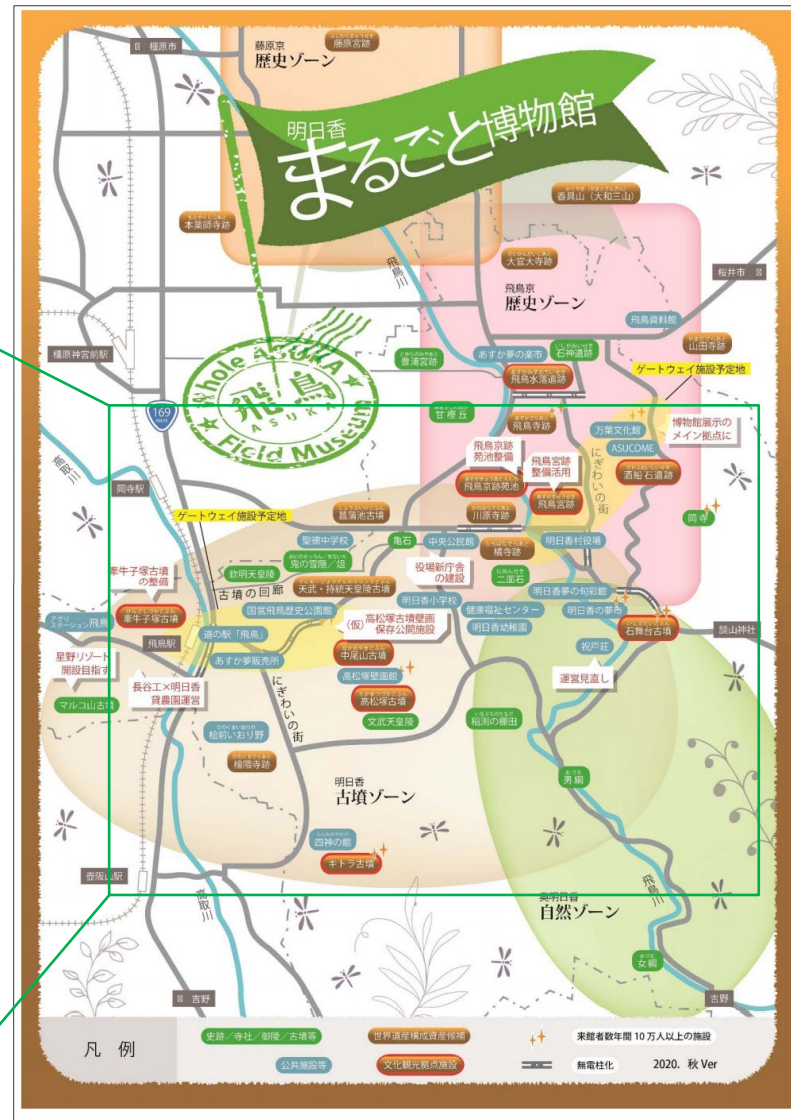 橿原市
藤原京
歴史ゾーン
藤原宮跡
明日香
まるごと博物館
本薬師寺跡
香具山（大和三山）
飛鳥川
大官大寺跡
桜井市
飛鳥京
歴史ゾーン
飛鳥資料館
橿原神宮前駅
豊浦宮跡
あすか夢の楽市
石神遺跡
山田寺跡
飛鳥水落遺跡
ゲートウェイ施設予定地
Whole ASUKA
飛鳥
ASUKA
Field Museum
169
ROUTE
甘樫丘
飛鳥寺跡
万葉文化館
博物館展示の
メイン拠点に
高取川
飛鳥京跡
苑池整備
飛鳥宮跡
整備活用
にぎわいの街
ASUCOME
酒船石遺跡
岡寺駅
飛鳥京跡苑池
飛鳥宮跡
ゲートウェイ施設予定地
菖蒲池古墳
川原寺跡
岡寺
聖徳中学校
亀石
中央公民館
橘寺跡
明日香村役場
鬼の雪隠／俎
欽明天皇陵
役場新庁舎
の建設
二面石
牽牛子塚古墳
の整備
古墳の回廊
天武・持統天皇陵古墳
明日香夢の旬彩館
牽牛子塚古墳
国営飛鳥歴史公園館
明日香小学校
健康福祉センター
明日香の夢市
アグリ
ステーション飛鳥
飛鳥駅
道の駅「飛鳥」
（仮）
高松塚古墳壁画
保存公開施設
明日香幼稚園
石舞台古墳
談山神社
星野リゾート
開設目指す
あすか夢販売所
中尾山古墳
高松塚壁画館
祝戸荘
運営見直し
マルコ山古墳
長谷工×明日香
貸農園運営
にぎわいの街
高松塚古墳
文武天皇陵
稲渕の棚田
檜前いおり野
檜隈寺跡
男綱
明日香
古墳ゾーン
四神の館
キトラ古墳
壺阪山駅
高取川
奥明日香
自然ゾーン
飛鳥川
女綱
吉野
吉野
凡 例
史跡／寺社／御陵／古墳等
世界遺産構成資産候補
来館者数年間 10 万人以上の施設
公共施設等
文化観光拠点施設
無電柱化
2020. 秋 Ver